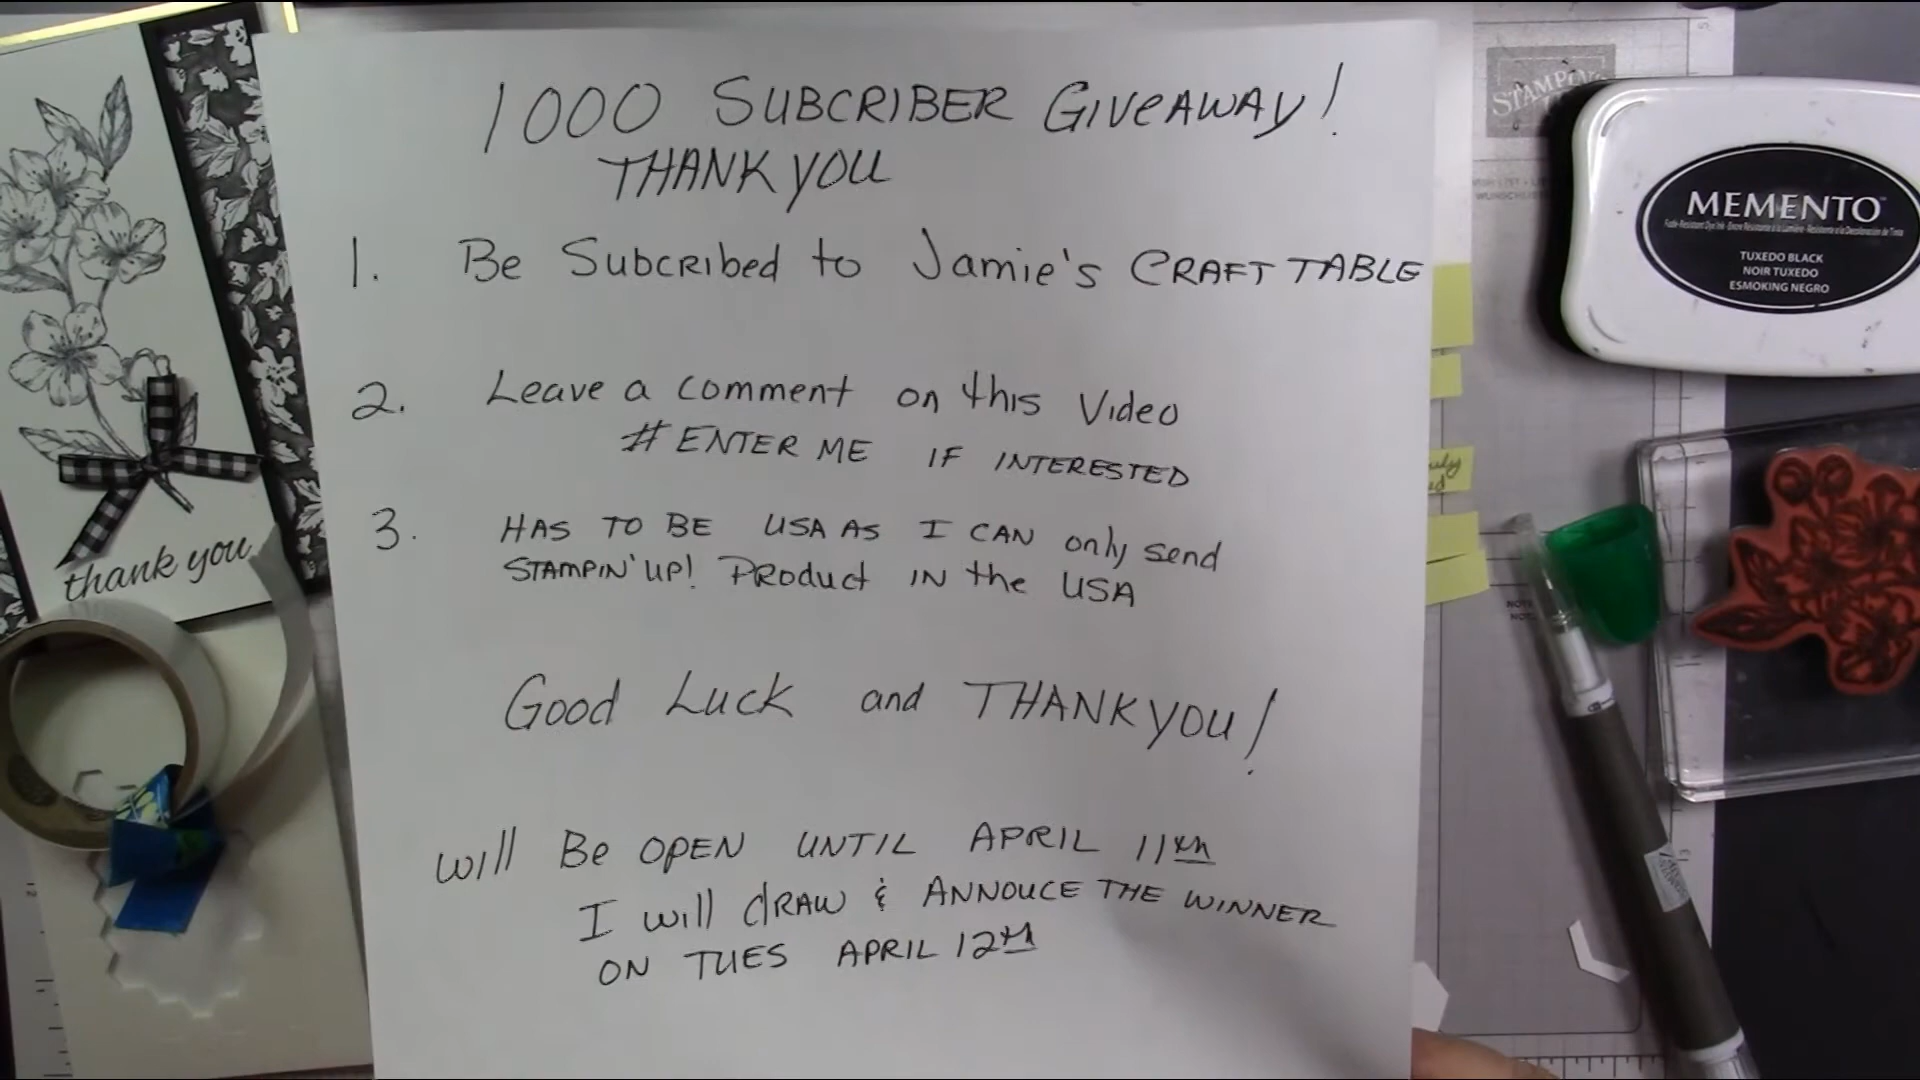 1000 SUBCRIBER GIVEAWAY!
THANK YOU
1. Be Subcribed to Jamie's CRAFT TABLE
2. Leave a comment on this Video
# ENTER ME IF INTERESTED
3. HAS TO BE USA AS I CAN only send
STAMPIN' UP! PRoduct IN the USA
Good Luck and THANK YOU!
will Be OPEN UNTIL APRIL 11th
I will dRAW & ANNOUCE THE WINNER
ON TUES APRIL 12th
thank you
STAMPIN'
MEMENTO
TUXEDO BLACK
NOIR TUXEDO
ESMOKING NEGRO